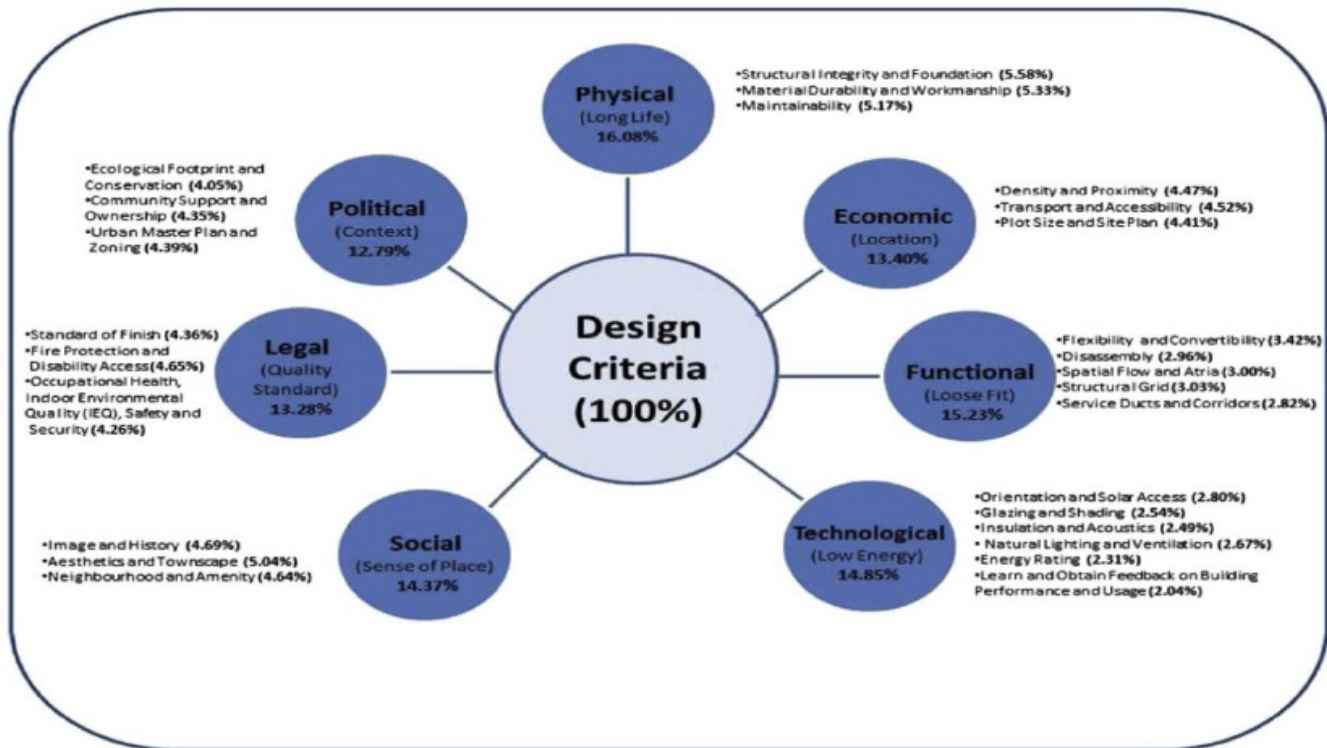 Physical
(Long Life)
16.08%
•Structural Integrity and Foundation (5.58%)
•Material Durability and Workmanship (5.33%)
•Maintainability (5.17%)
•Ecological Footprint and
Conservation (4.05%)
•Community Support and
Ownership (4.35%)
•Urban Master Plan and
Zoning (4.39%)
Political
(Context)
12.79%
Economic
(Location)
13.40%
•Density and Proximity (4.47%)
•Transport and Accessibility (4.52%)
•Plot Size and Site Plan (4.41%)
Design
Criteria
(100%)
•Standard of Finish (4.36%)
•Fire Protection and
Disability Access (4.65%)
•Occupational Health,
Indoor Environmental
Quality (IEQ), Safety and
Security (4.26%)
Legal
(Quality
Standard)
13.28%
Functional
(Loose Fit)
15.23%
•Flexibility and Convertibility (3.42%)
•Disassembly (2.96%)
•Spatial Flow and Atria (3.00%)
•Structural Grid (3.03%)
•Service Ducts and Corridors (2.82%)
•Image and History (4.69%)
•Aesthetics and Townscape (5.04%)
•Neighbourhood and Amenity (4.64%)
Social
(Sense of Place)
14.37%
Technological
(Low Energy)
14.85%
•Orientation and Solar Access (2.80%)
•Glazing and Shading (2.54%)
•Insulation and Acoustics (2.49%)
• Natural Lighting and Ventilation (2.67%)
•Energy Rating (2.31%)
•Learn and Obtain Feedback on Building
Performance and Usage (2.04%)